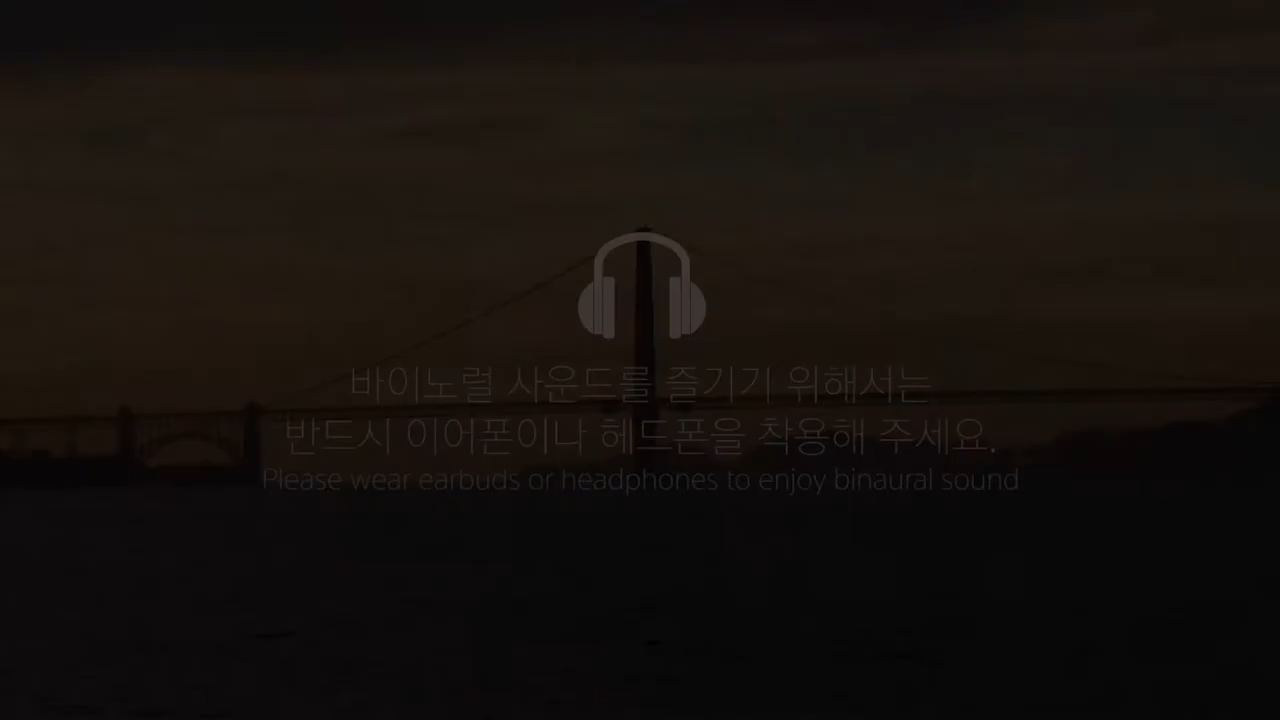 바이노럴 사운드를 즐기기 위해서는
반드시 이어폰이나 헤드폰을 착용해 주세요.
Please wear earbuds or headphones to enjoy binaural sound